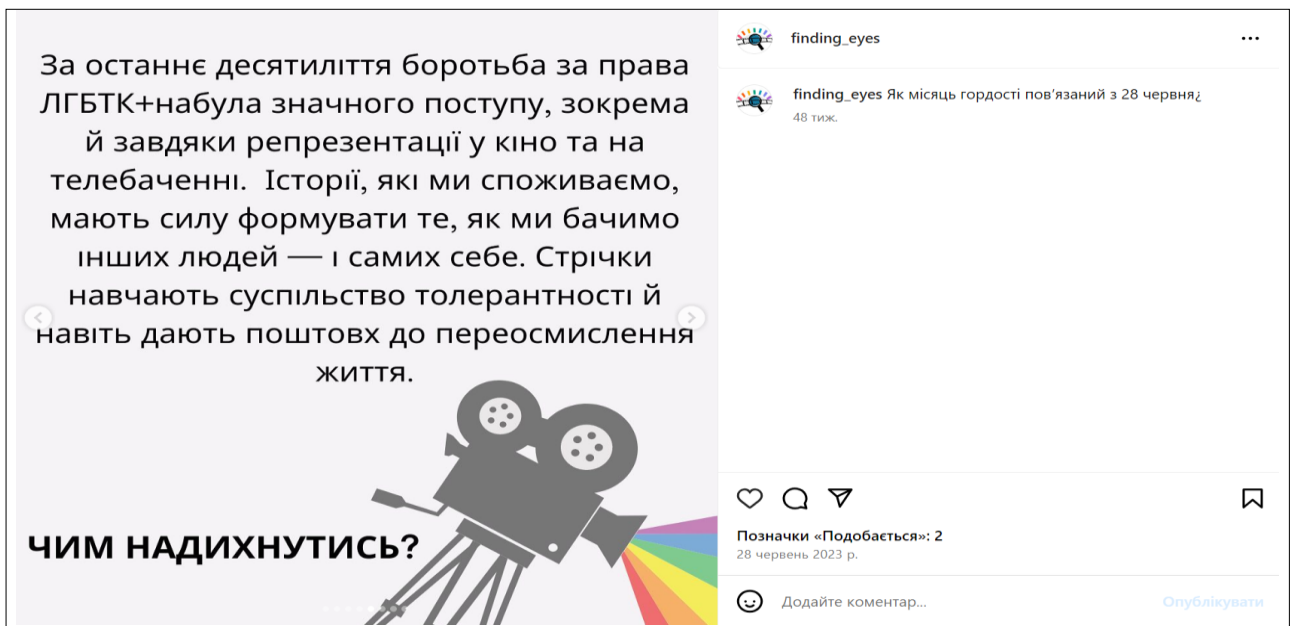 За останнє десятиліття боротьба за права
ЛГБТК+набула значного поступу, зокрема
й завдяки репрезентації у кіно та на
телебаченні. Історії, які ми споживаємо,
мають силу формувати те, як ми бачимо
інших людей — і самих себе. Стрічки
навчають суспільство толерантності й
навіть дають поштовх до переосмислення
життя.
ЧИМ НАДИХНУТИСЬ?
finding_eyes
finding_eyes Як місяць гордості пов’язаний з 28 червня¿
48 тиж.
Позначки «Подобається»: 2
28 червень 2023 р.
Додайте коментар...
Опублікувати